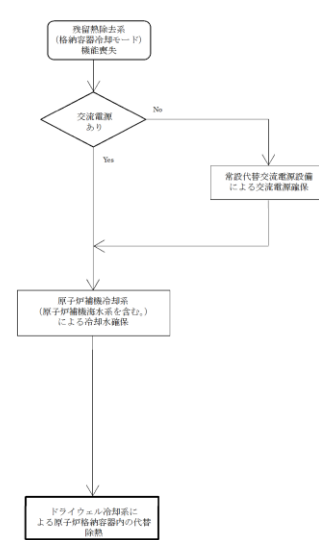 残留熱除去系
(格納容器冷却モード)
機能喪失
交流電源
あり
No
Yes
常設代替交流電源設備
による交流電源確保
原子炉補機冷却系
(原子炉補機海水系を含む。)
による冷却水確保
ドライウェル冷却系に
よる原子炉格納容器内の代替
除熱